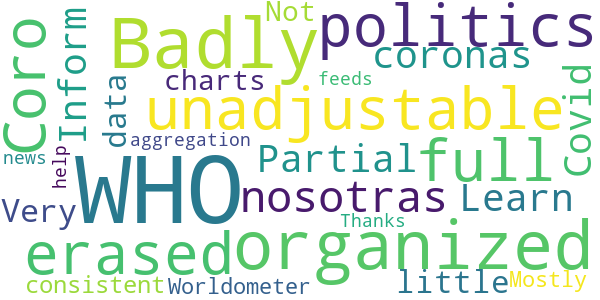 Not
politics
Badly
Coro
Inform
coronas
charts
feeds
data
unadjustable
Covid
aggregation
news
help
Partial
full
WHO
nosotras
Learn
Very
Thanks
erased
organized
consistent
Worldometer
little
Mostly